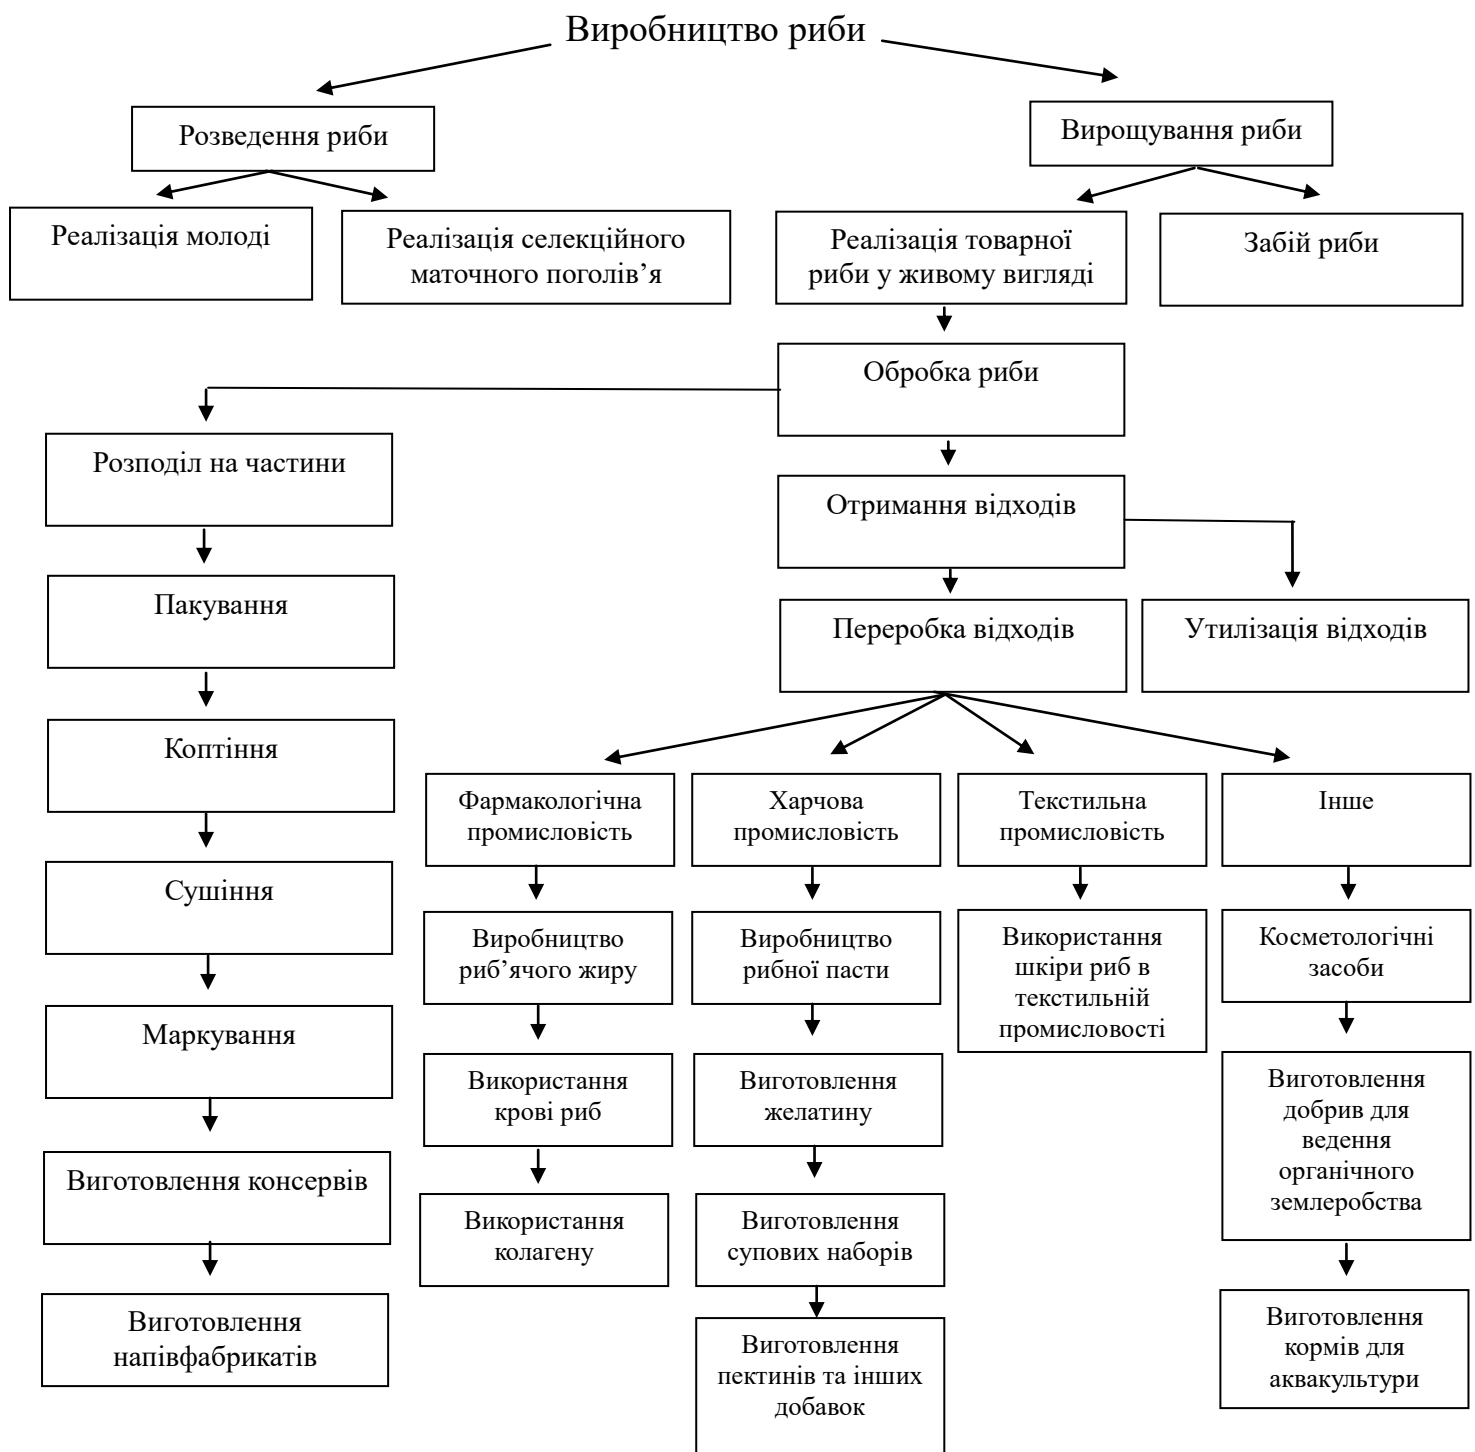 Виробництво риби
Розведення риби
Вирощування риби
Реалізація молоді
Реалізація селекційного
маточного поголів’я
Реалізація товарної
риби у живому вигляді
Забій риби
Обробка риби
Розподіл на частини
Отримання відходів
Пакування
Переробка відходів
Утилізація відходів
Коптіння
Фармакологічна
промисловість
Харчова
промисловість
Текстильна
промисловість
Інше
Сушіння
Виробництво
риб’ячого жиру
Виробництво
рибної пасти
Використання
шкіри риб в
текстильній
промисловості
Косметологічні
засоби
Маркування
Використання
крові риб
Виготовлення
желатину
Виготовлення
добрив для
ведення
органічного
землеробства
Виготовлення консервів
Використання
колагену
Виготовлення
супових наборів
Виготовлення
напівфабрикатів
Виготовлення
пектинів та інших
добавок
Виготовлення
кормів для
аквакультури